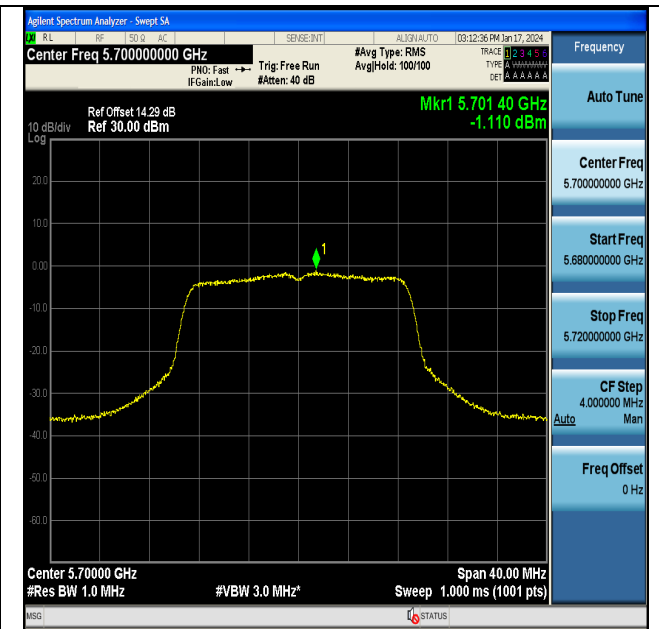 Agilent Spectrum Analyzer - Swept SA
LXI RL RF 50 Ω AC SENSE:INT ALIGN AUTO 03:12:36 PM Jan 17, 2024
Center Freq 5.700000000 GHz
PNO: Fast
IFGain:Low
Trig: Free Run
#Atten: 40 dB
#Avg Type: RMS
Avg|Hold: 100/100
TRACE 1 2 3 4 5 6
TYPE A WWWWW
DET A A A A A A
Frequency
Mkr1 5.701 40 GHz
-1.110 dBm
Ref Offset 14.29 dB
Ref 30.00 dBm
10 dB/div
Log
20.0
10.0
0.00
-10.0
-20.0
-30.0
-40.0
-50.0
-60.0
1
Center 5.70000 GHz
Span 40.00 MHz
#Res BW 1.0 MHz
#VBW 3.0 MHz*
Sweep 1.000 ms (1001 pts)
MSG
STATUS
Auto Tune
Center Freq
5.700000000 GHz
Start Freq
5.680000000 GHz
Stop Freq
5.720000000 GHz
CF Step
4.000000 MHz
Auto Man
Freq Offset
0 Hz